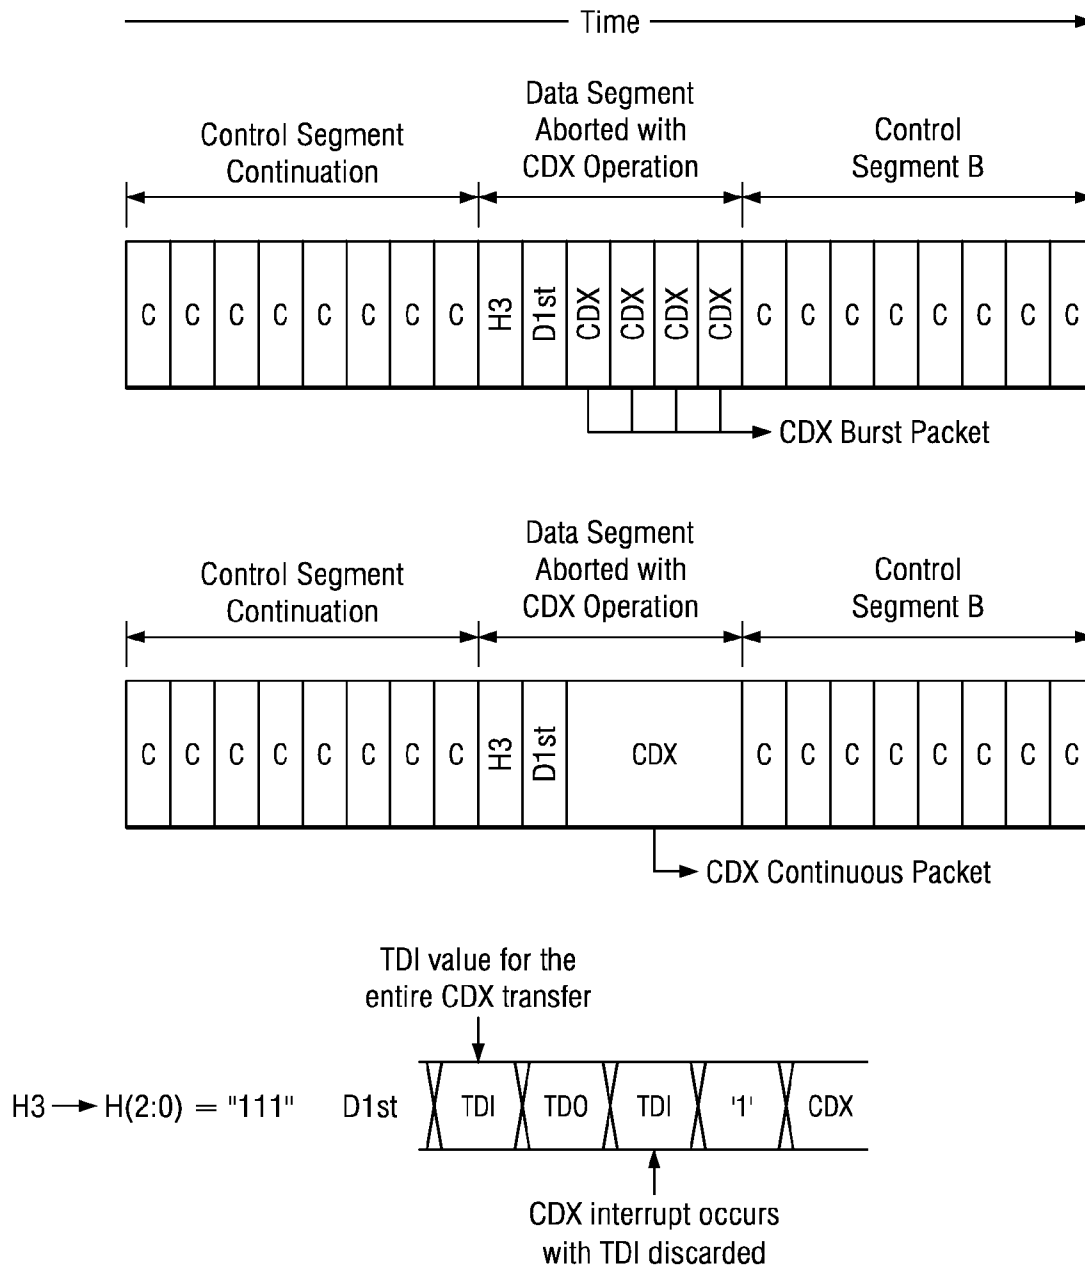 Time
Control Segment
Continuation
Data Segment
Aborted with
CDX Operation
Control
Segment B
C C C C C C C C H3 D1st CDX CDX CDX CDX C C C C C C C C
CDX Burst Packet
Control Segment
Continuation
Data Segment
Aborted with
CDX Operation
Control
Segment B
C C C C C C C C H3 D1st CDX C C C C C C C C
CDX Continuous Packet
TDI value for the
entire CDX transfer
H3 → H(2:0) = "111" D1st TDI TDO TDI '1' CDX
CDX interrupt occurs
with TDI discarded